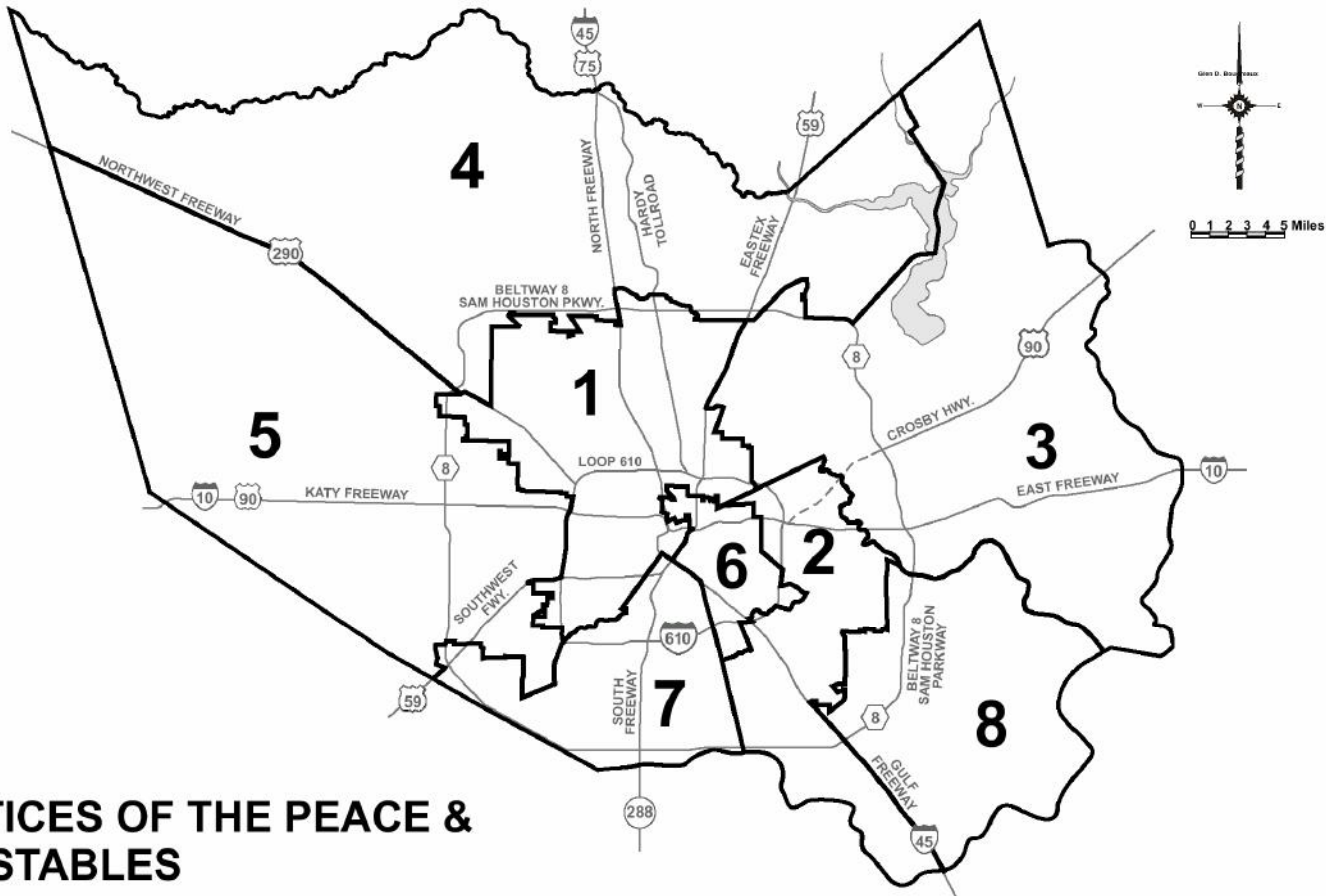 45
75
59
Glen D. Boudreaux
W
N
E
0 1 2 3 4 5 Miles
4
NORTHWEST FREEWAY
290
NORTH FREEWAY
HARDY
TOLLROAD
EASTEX
FREEWAY
BELTWAY 8
SAM HOUSTON PKWY.
8
90
1
5
3
CROSBY HWY.
LOOP 610
8
10
90
KATY FREEWAY
EAST FREEWAY
10
6
2
SOUTHWEST
FWY.
610
BELTWAY 8
SAM HOUSTON
PARKWAY
59
SOUTH
FREEWAY
7
8
8
GULF
FREEWAY
288
45
TICES OF THE PEACE &
STABLES